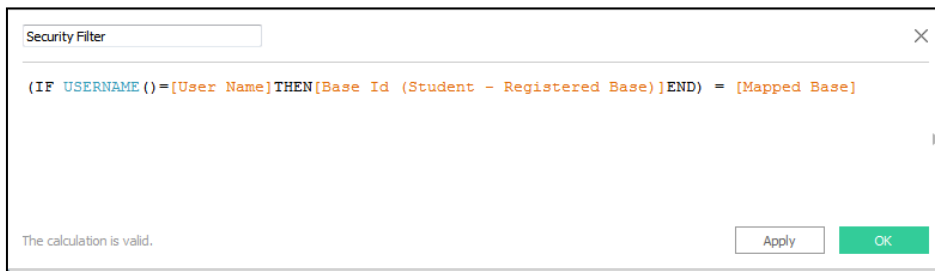 Security Filter
(IF USERNAME()=[User Name]THEN[Base Id (Student - Registered Base)]END) = [Mapped Base]
The calculation is valid.
Apply
OK